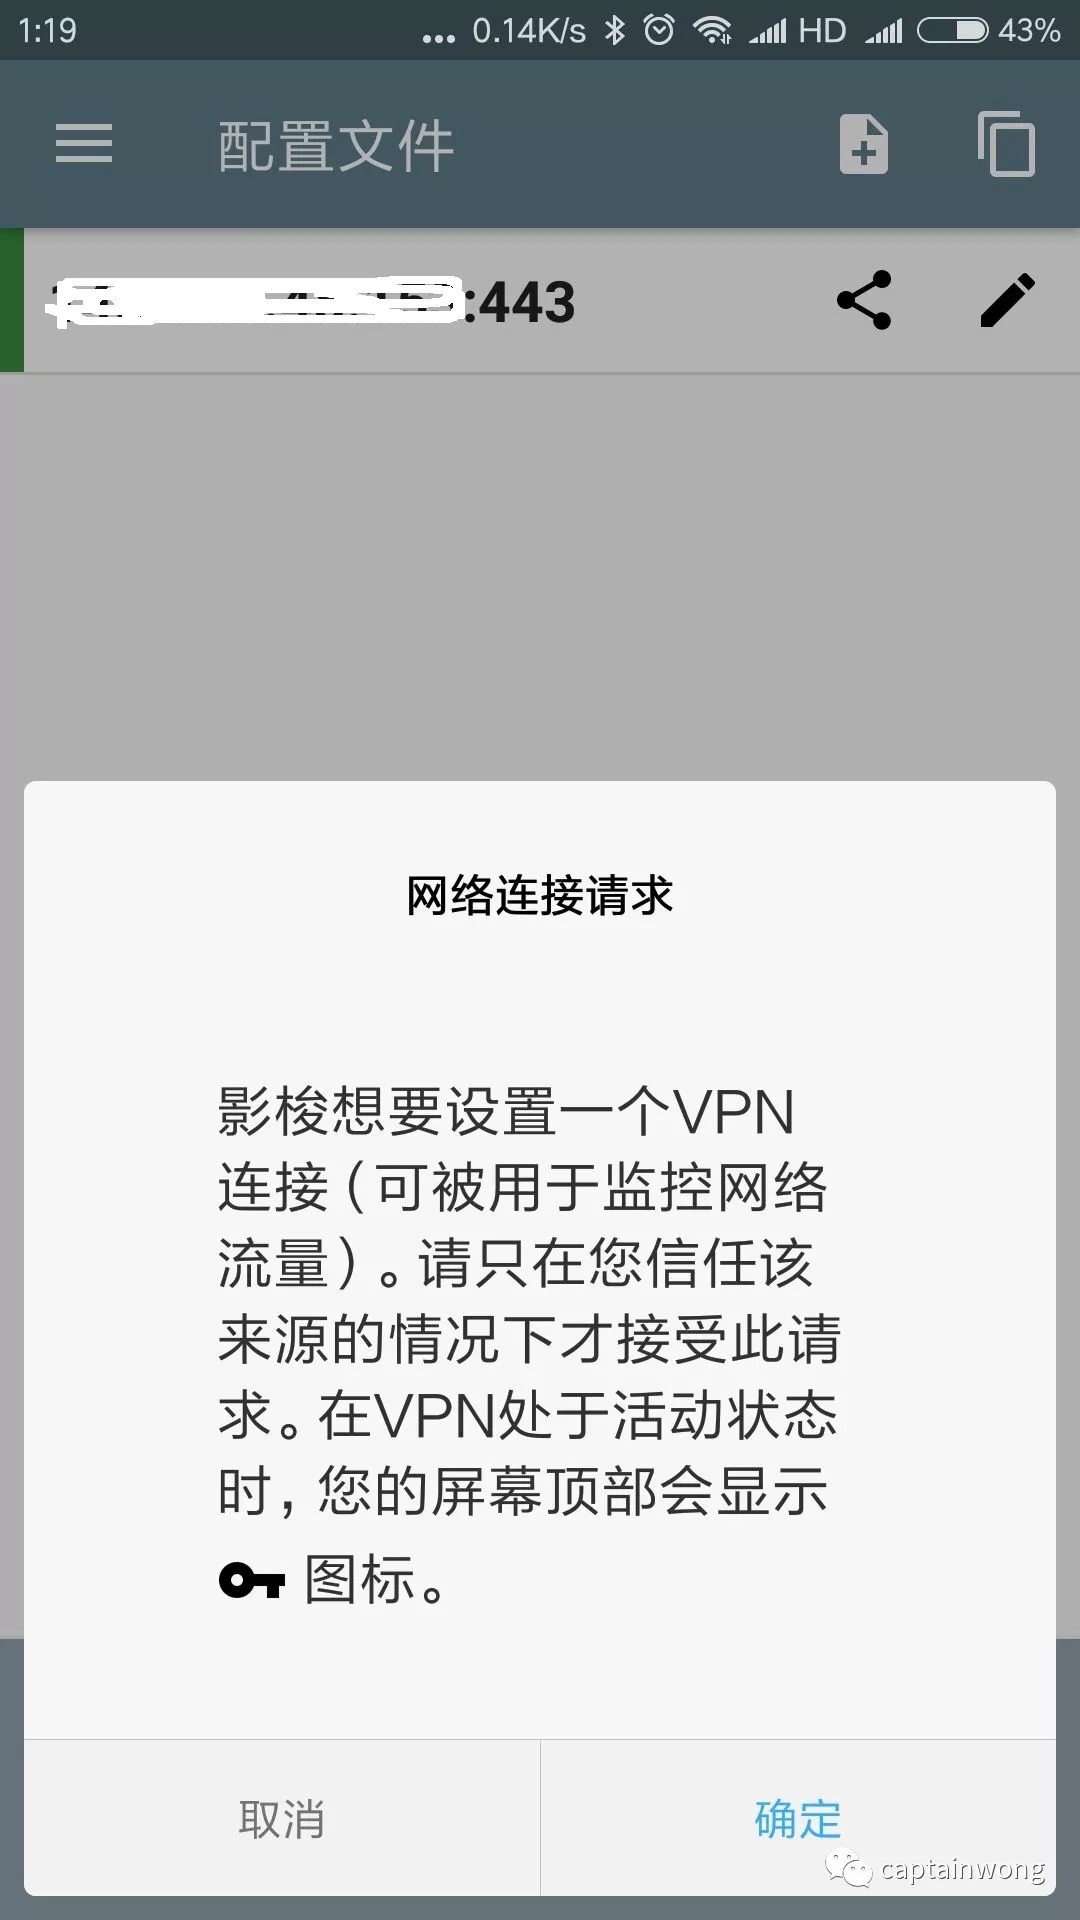 1:19
... 0.14K/s HD 43%
配置文件
:443
网络连接请求
影梭想要设置一个VPN
连接（可被用于监控网络
流量）。请只在您信任该
来源的情况下才接受此请
求。在VPN处于活动状态
时，您的屏幕顶部会显示
图标。
取消
确定
captainwong